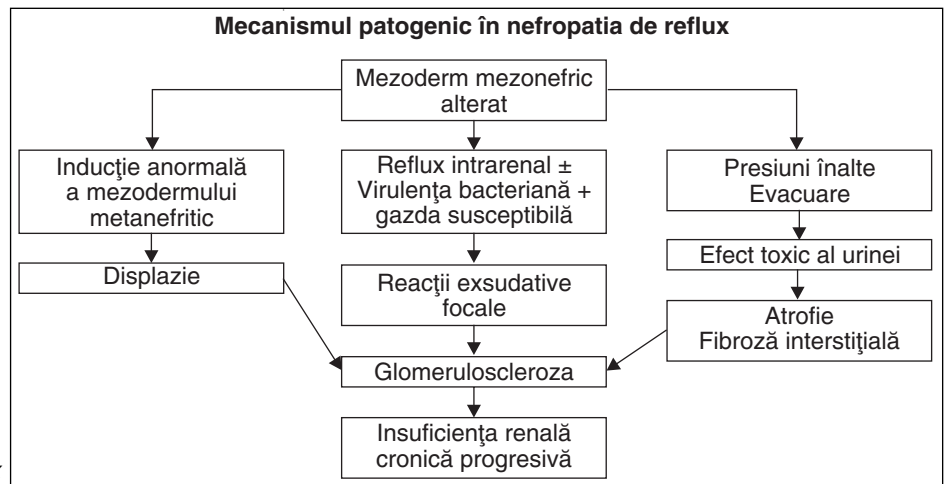 Mecanismul patogenic în nefropatia de reflux
Mezoderm mezonefric
alterat
Inducţie anormală
a mezodermului
metanefritic
Reflux intrarenal ±
Virulenţa bacteriană +
gazda susceptibilă
Presiuni înalte
Evacuare
Displazie
Reacţii exsudative
focale
Efect toxic al urinei
Atrofie
Fibroză interstiţială
Glomeruloscleroza
Insuficienţa renală
cronică progresivă